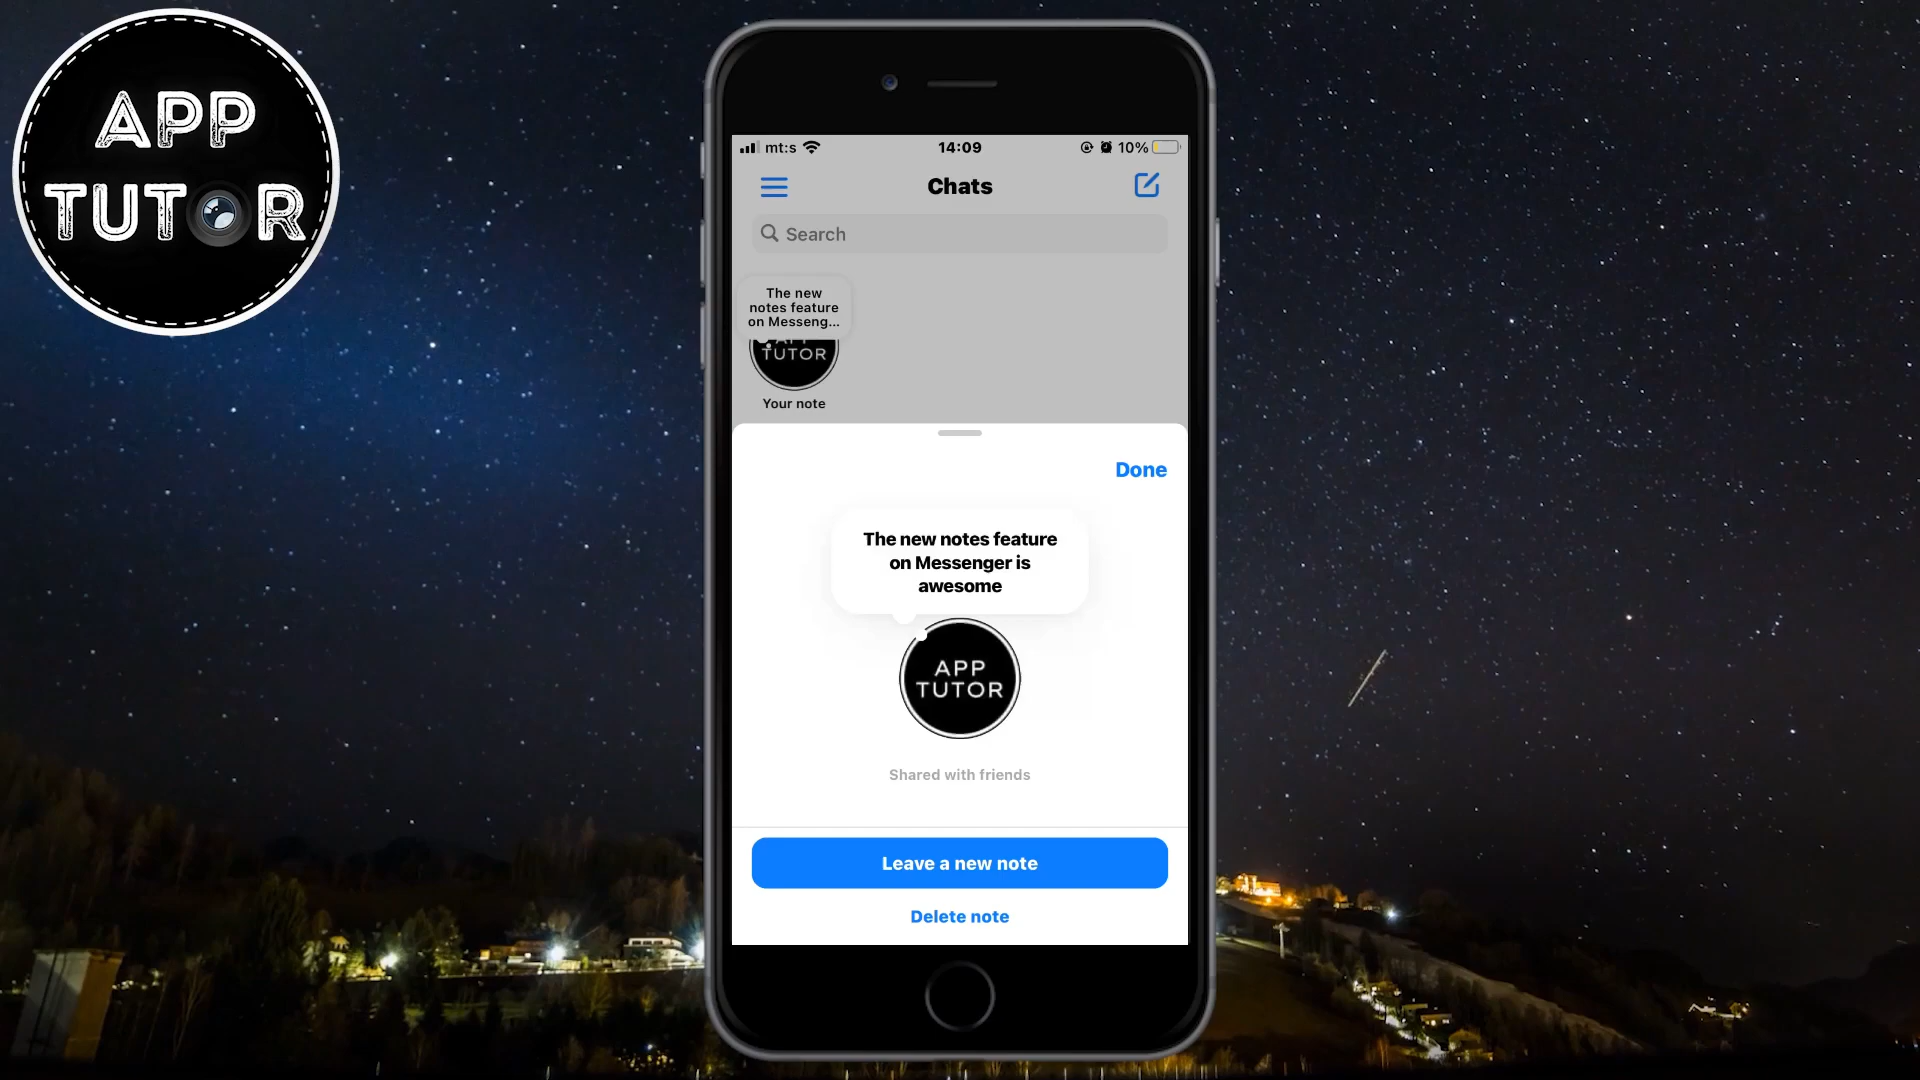 APP
TUTOR
mt:s
14:09
10%
Chats
Search
The new
notes feature
on Messeng...
TUTOR
Your note
Done
The new notes feature
on Messenger is
awesome
APP
TUTOR
Shared with friends
Leave a new note
Delete note